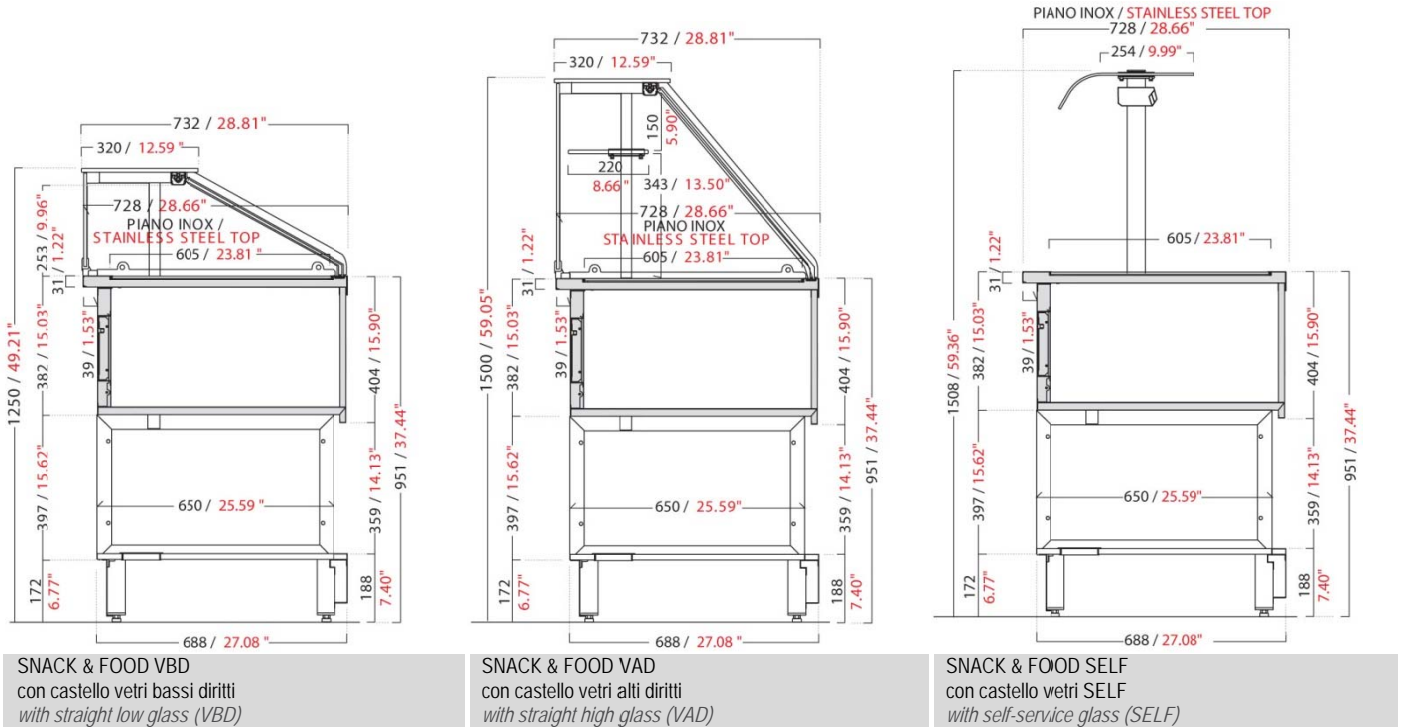 732 / 28.81"
320 / 12.59 "
728 / 28.66"
PIANO INOX /
STAINLESS STEEL TOP
605 / 23.81 "
253 / 9.96"
31 / 1.22"
39 / 1.53"
382 / 15.03"
1250 / 49.21"
404 / 15.90"
951 / 37.44"
397 / 15.62"
650 / 25.59 "
359 / 14.13"
172
6.77"
188
7.40"
688 / 27.08 "
SNACK & FOOD VBD
con castello vetri bassi diritti
with straight low glass (VBD)
732 / 28.81"
320 / 12.59"
150
5.90"
220
8.66"
343 / 13.50"
728 / 28.66"
PIANO INOX
STAINLESS STEEL TOP
605 / 23.81"
31 / 1.22"
39 / 1.53"
382 / 15.03"
1500 / 59.05"
404 / 15.90"
951 / 37.44"
397 / 15.62"
650 / 25.59"
359 / 14.13"
172
6.77"
188
7.40"
688 / 27.08 "
SNACK & FOOD VAD
con castello vetri alti diritti
with straight high glass (VAD)
PIANO INOX / STAINLESS STEEL TOP
728 / 28.66"
254 / 9.99"
605 / 23.81"
31 / 1.22"
39 / 1.53"
382 / 15.03"
1508 / 59.36"
404 / 15.90"
951 / 37.44"
397 / 15.62"
650 / 25.59"
359 / 14.13"
172
6.77"
188
7.40"
688 / 27.08"
SNACK & FOOD SELF
con castello vetri SELF
with self-service glass (SELF)